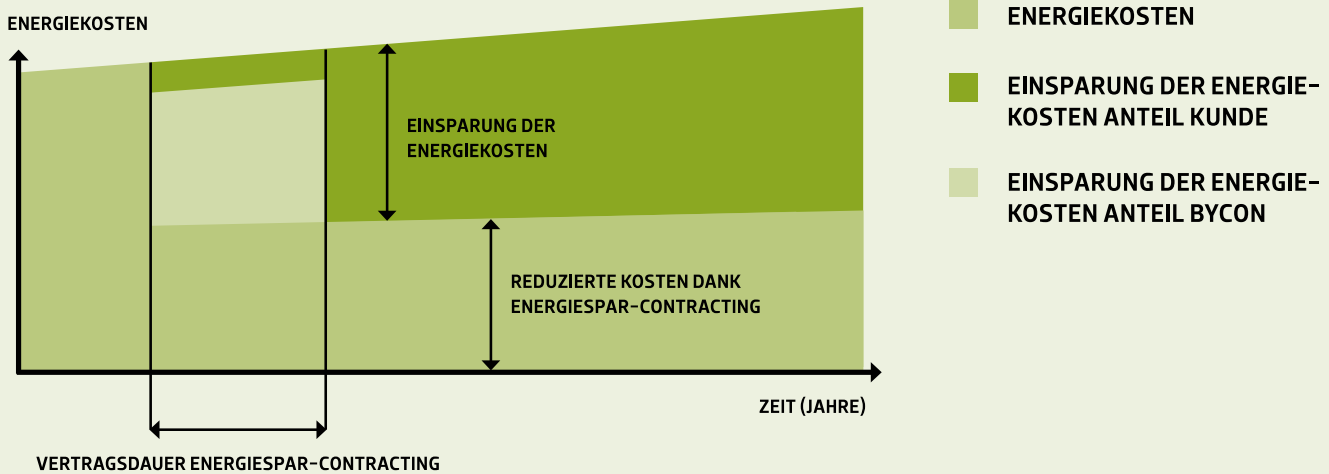 ENERGIEKOSTEN
EINSPARUNG DER
ENERGIEKOSTEN
REDUZIERTE KOSTEN DANK
ENERGIESPAR-CONTRACTING
ZEIT (JAHRE)
VERTRAGSDAUER ENERGIESPAR-CONTRACTING
ENERGIEKOSTEN
EINSPARUNG DER ENERGIE-
KOSTEN ANTEIL KUNDE
EINSPARUNG DER ENERGIE-
KOSTEN ANTEIL BYCON